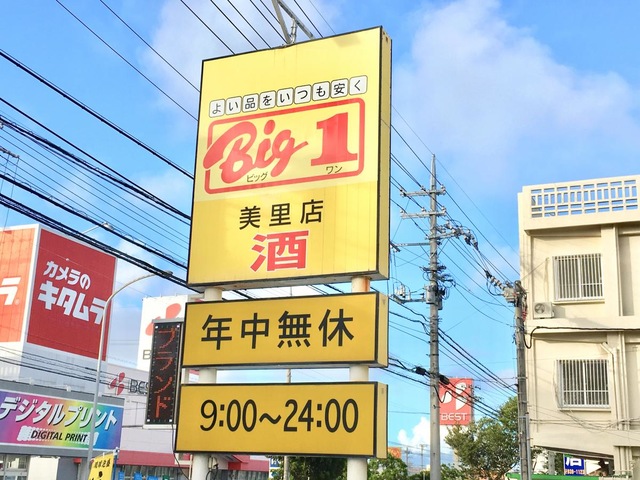 よい品をいつも安く
Big 1
ビッグ ワン
美里店
酒
年中無休
9:00~24:00
カメラの
キタムラ
デジタルプリント
DIGITAL PRINT
ブランド
BEST